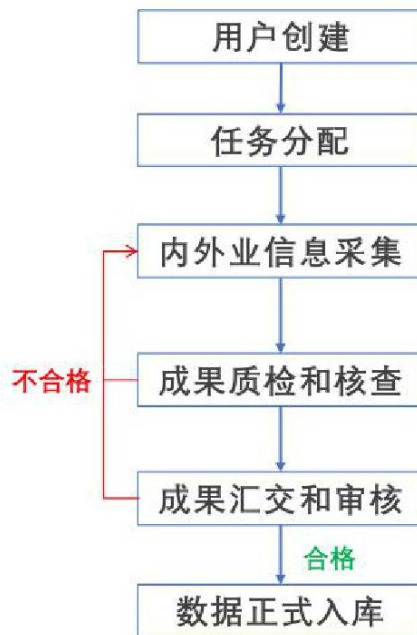 用户创建
任务分配
内外业信息采集
不合格
成果质检和核查
成果汇交和审核
合格
数据正式入库